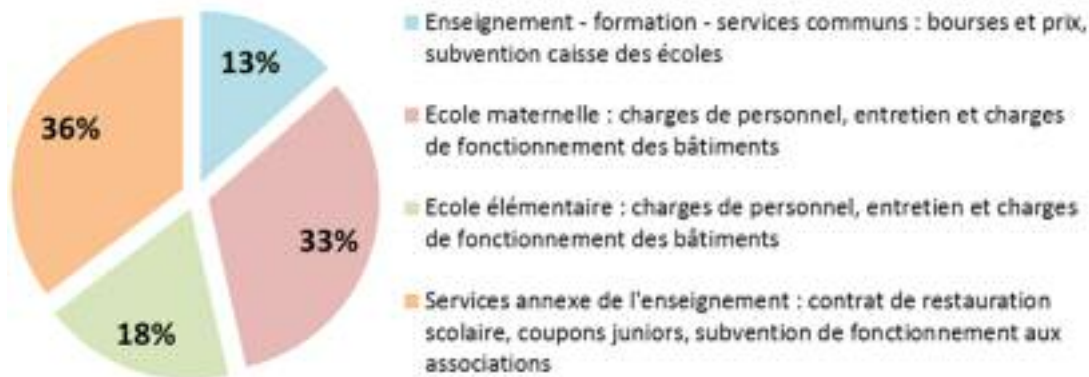 13%
36%
33%
18%
Enseignement - formation - services communs : bourses et prix,
subvention caisse des écoles
Ecole maternelle : charges de personnel, entretien et charges
de fonctionnement des bâtiments
Ecole élémentaire : charges de personnel, entretien et charges
de fonctionnement des bâtiments
Services annexe de l'enseignement : contrat de restauration
scolaire, coupons juniors, subvention de fonctionnement aux
associations